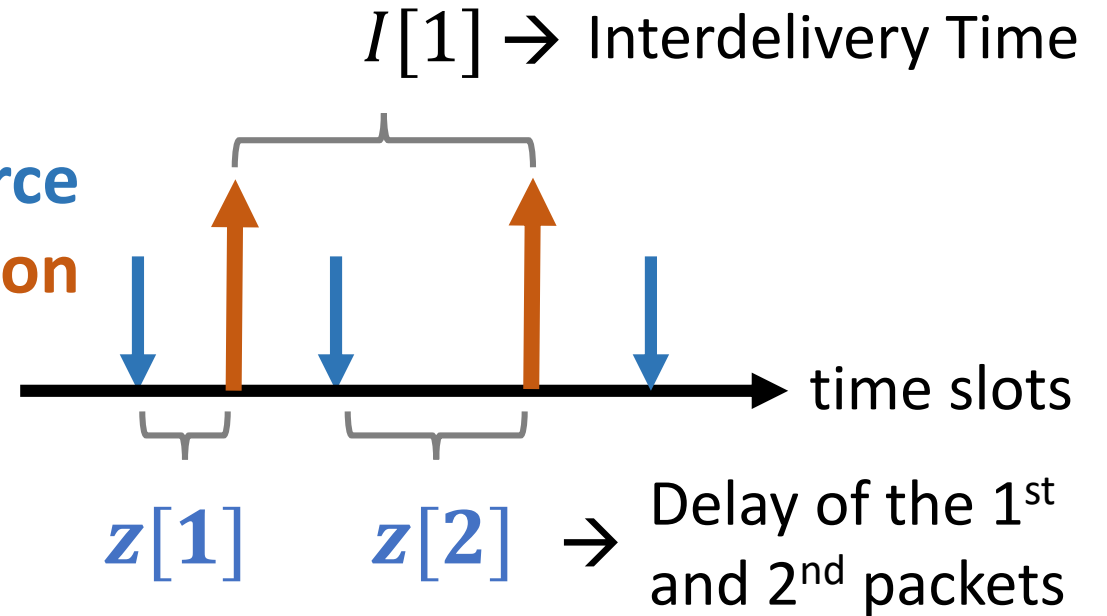 I[1] → Interdelivery Time
rce
on
time slots
z[1] z[2] → Delay of the 1st
and 2nd packets